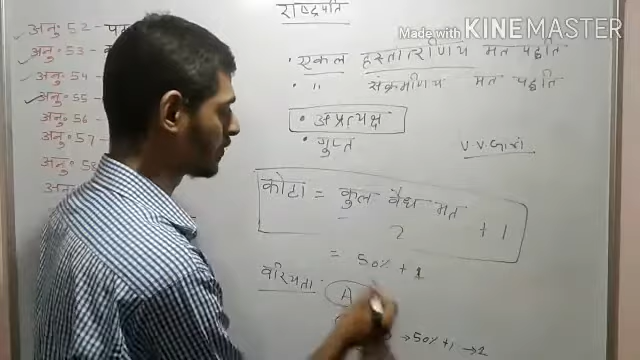 Made with KINEMASTER
राष्ट्रपति
अनु॰ 52 -
अनु॰ 53 -
अनु॰ 54
अनु॰ 55
अनु॰ 56
अनु॰ 57
अनु॰ 58
• एकल हस्तांतरणीय मत पद्धति
• " संक्रमणीय मत पद्धति
• अप्रत्यक्ष
• गुप्त
कोटा = कुल वैध मत
2 + 1
= 50% + 1
वरियता
A
→ 50% +1 → 2